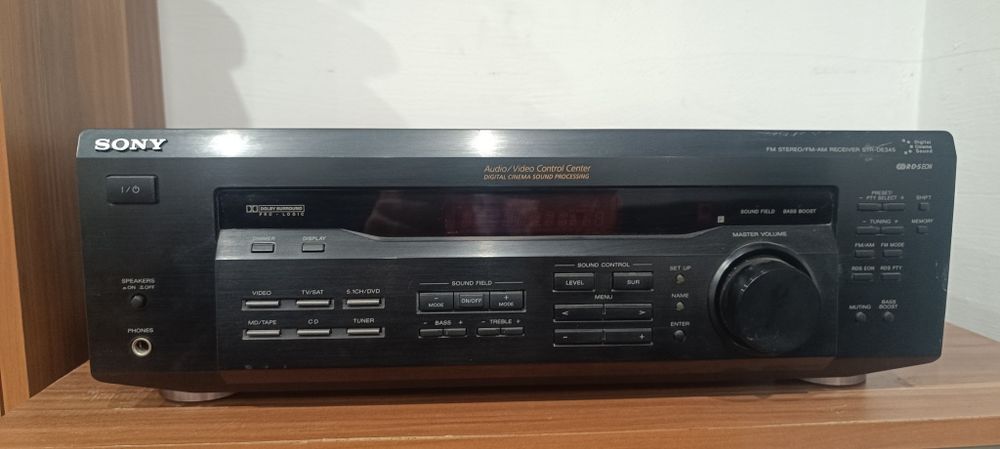 SONY
FM STEREO/FM-AM RECEIVER STR-DE345
Digital
Cinema
Sound
R·D·S EON
Audio/Video Control Center
DIGITAL CINEMA SOUND PROCESSING
I/⏻
DOLBY SURROUND
PRO · LOGIC
SOUND FIELD BASS BOOST
PRESET/
– PTY SELECT +
SHIFT
– TUNING +
MEMORY
DIMMER
DISPLAY
MASTER VOLUME
FM/AM
FM MODE
RDS EON
RDS PTY
SPEAKERS
ON OFF
VIDEO
TV/SAT
5.1CH/DVD
SOUND FIELD
–
MODE
ON/OFF
+
MODE
SOUND CONTROL
LEVEL
SUR
SET UP
MENU
<
>
NAME
MUTING
BASS
BOOST
PHONES
MD/TAPE
CD
TUNER
– BASS +
– TREBLE +
–
+
ENTER